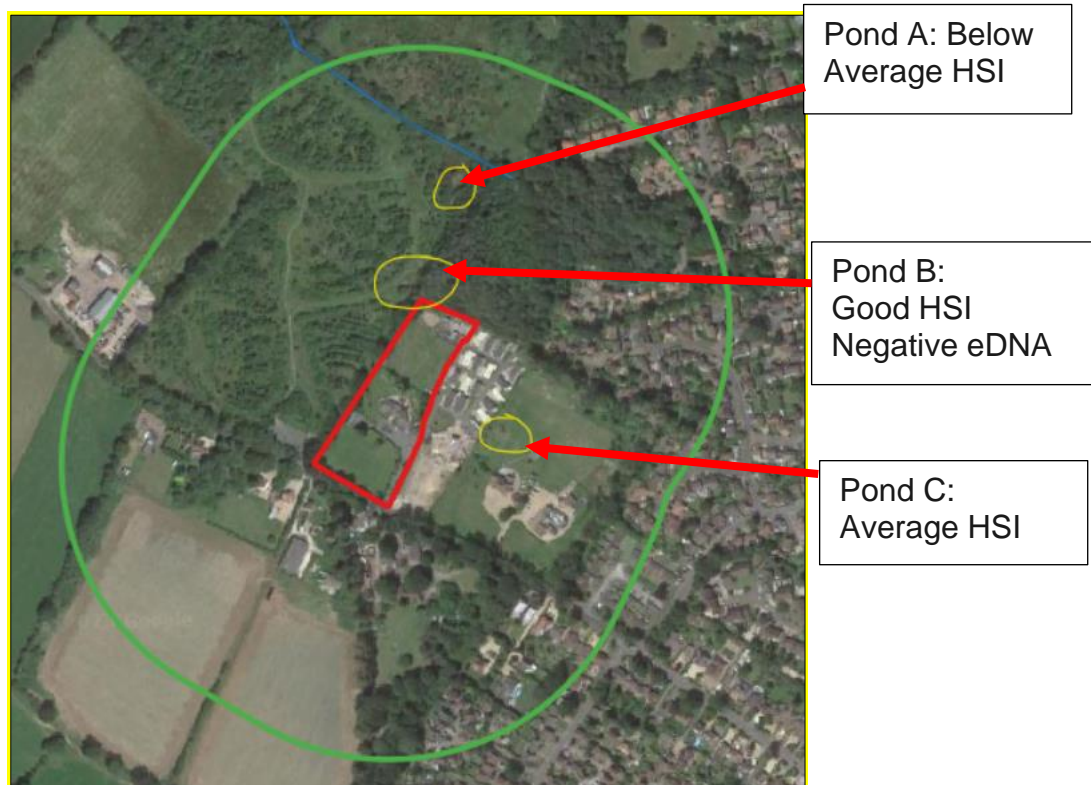 Pond A: Below
Average HSI
Pond B:
Good HSI
Negative eDNA
Pond C:
Average HSI